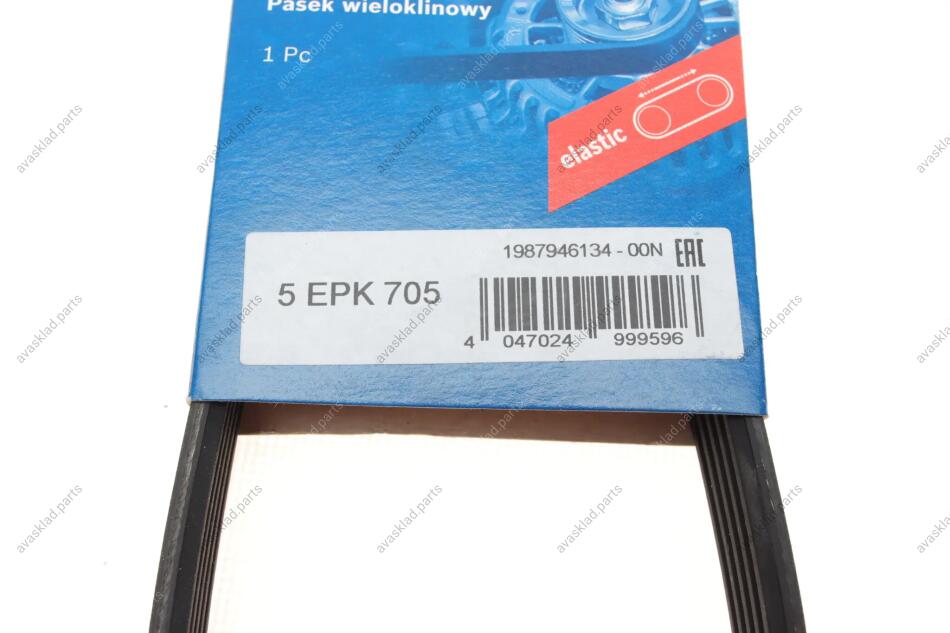 Pasek wieloklinowy
1 Pc
elastic
1987946134 - 00N EAC
5 EPK 705
4 047024 999596
avasklad.parts